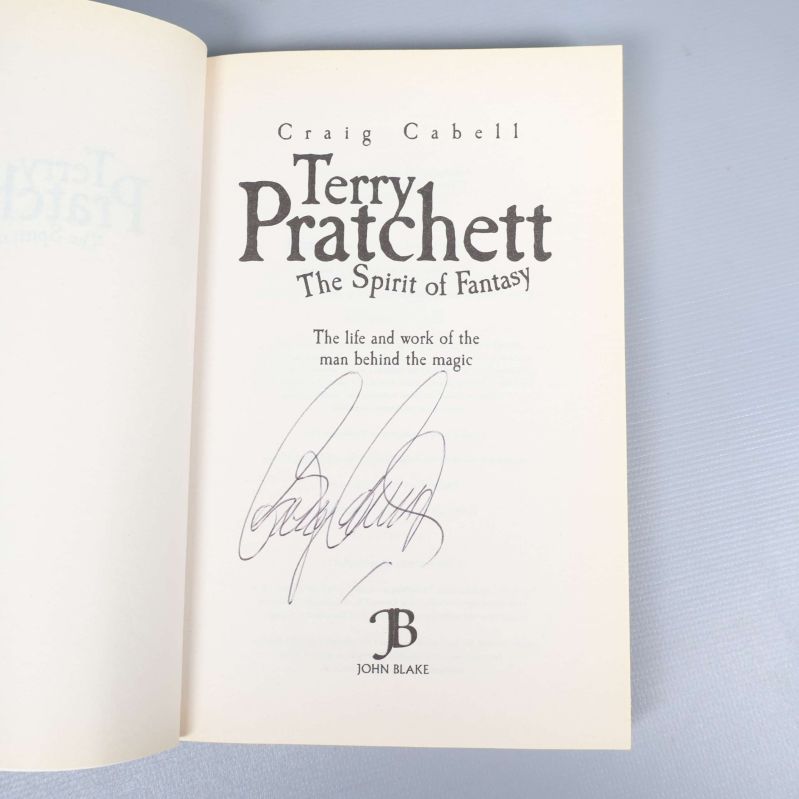 Craig Cabell
Terry
Pratchett
The Spirit of Fantasy
The life and work of the
man behind the magic
JB
JOHN BLAKE